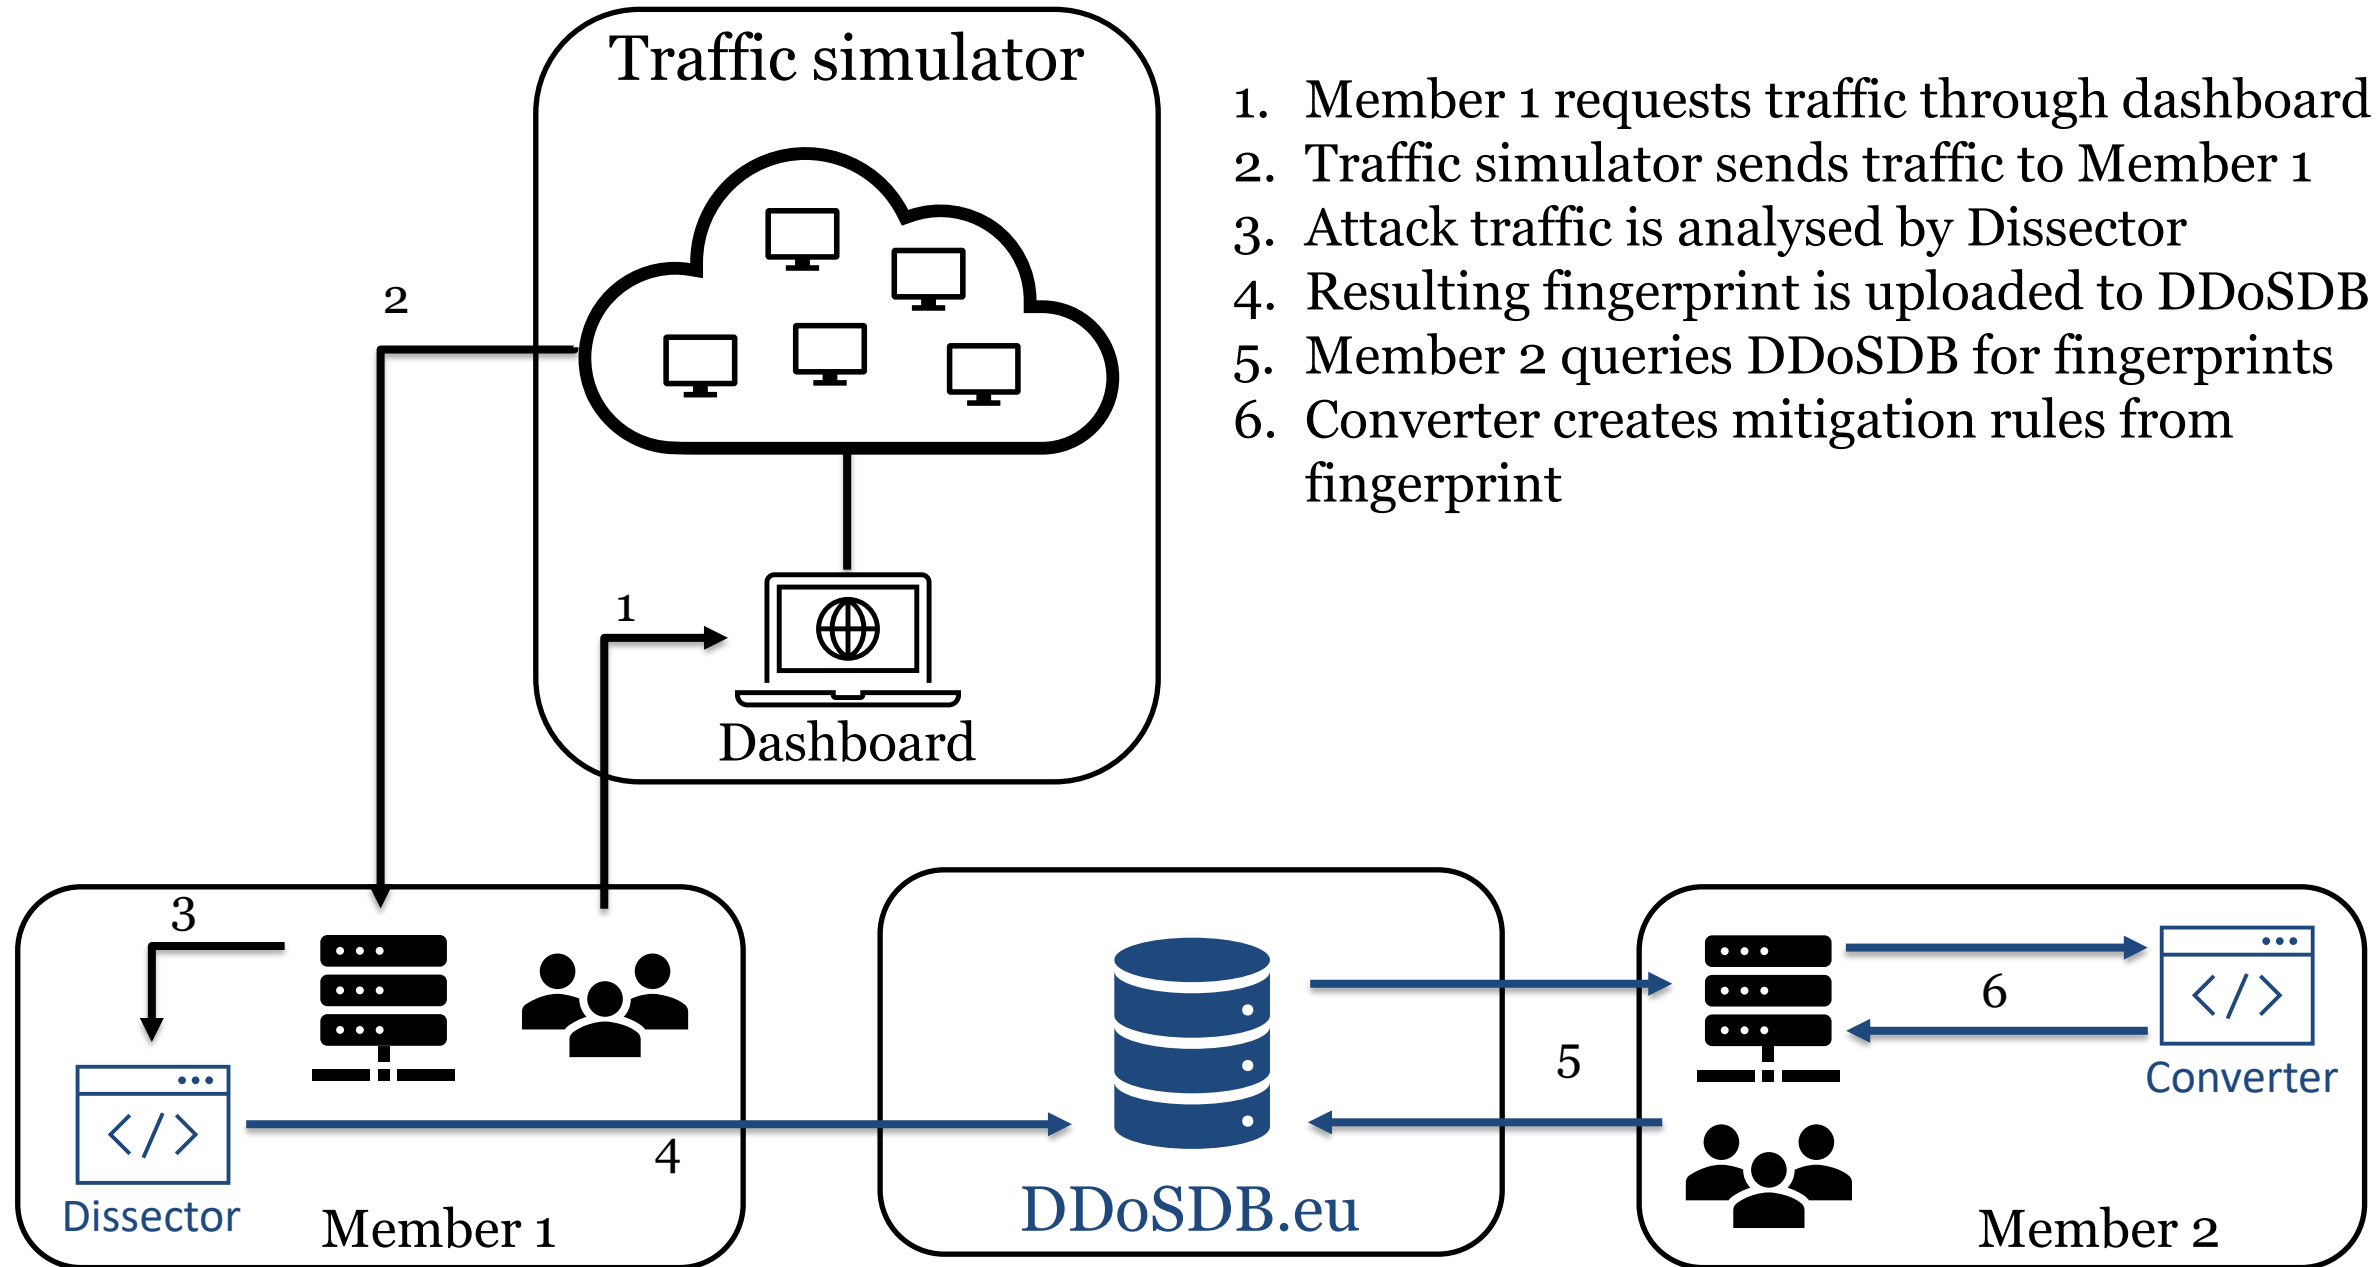 Traffic simulator
1. Member 1 requests traffic through dashboard
2. Traffic simulator sends traffic to Member 1
3. Attack traffic is analysed by Dissector
4. Resulting fingerprint is uploaded to DDoSDB
5. Member 2 queries DDoSDB for fingerprints
6. Converter creates mitigation rules from
fingerprint
2
1
Dashboard
3
6
5
Converter
4
Dissector
Member 1
DDoSDB.eu
Member 2